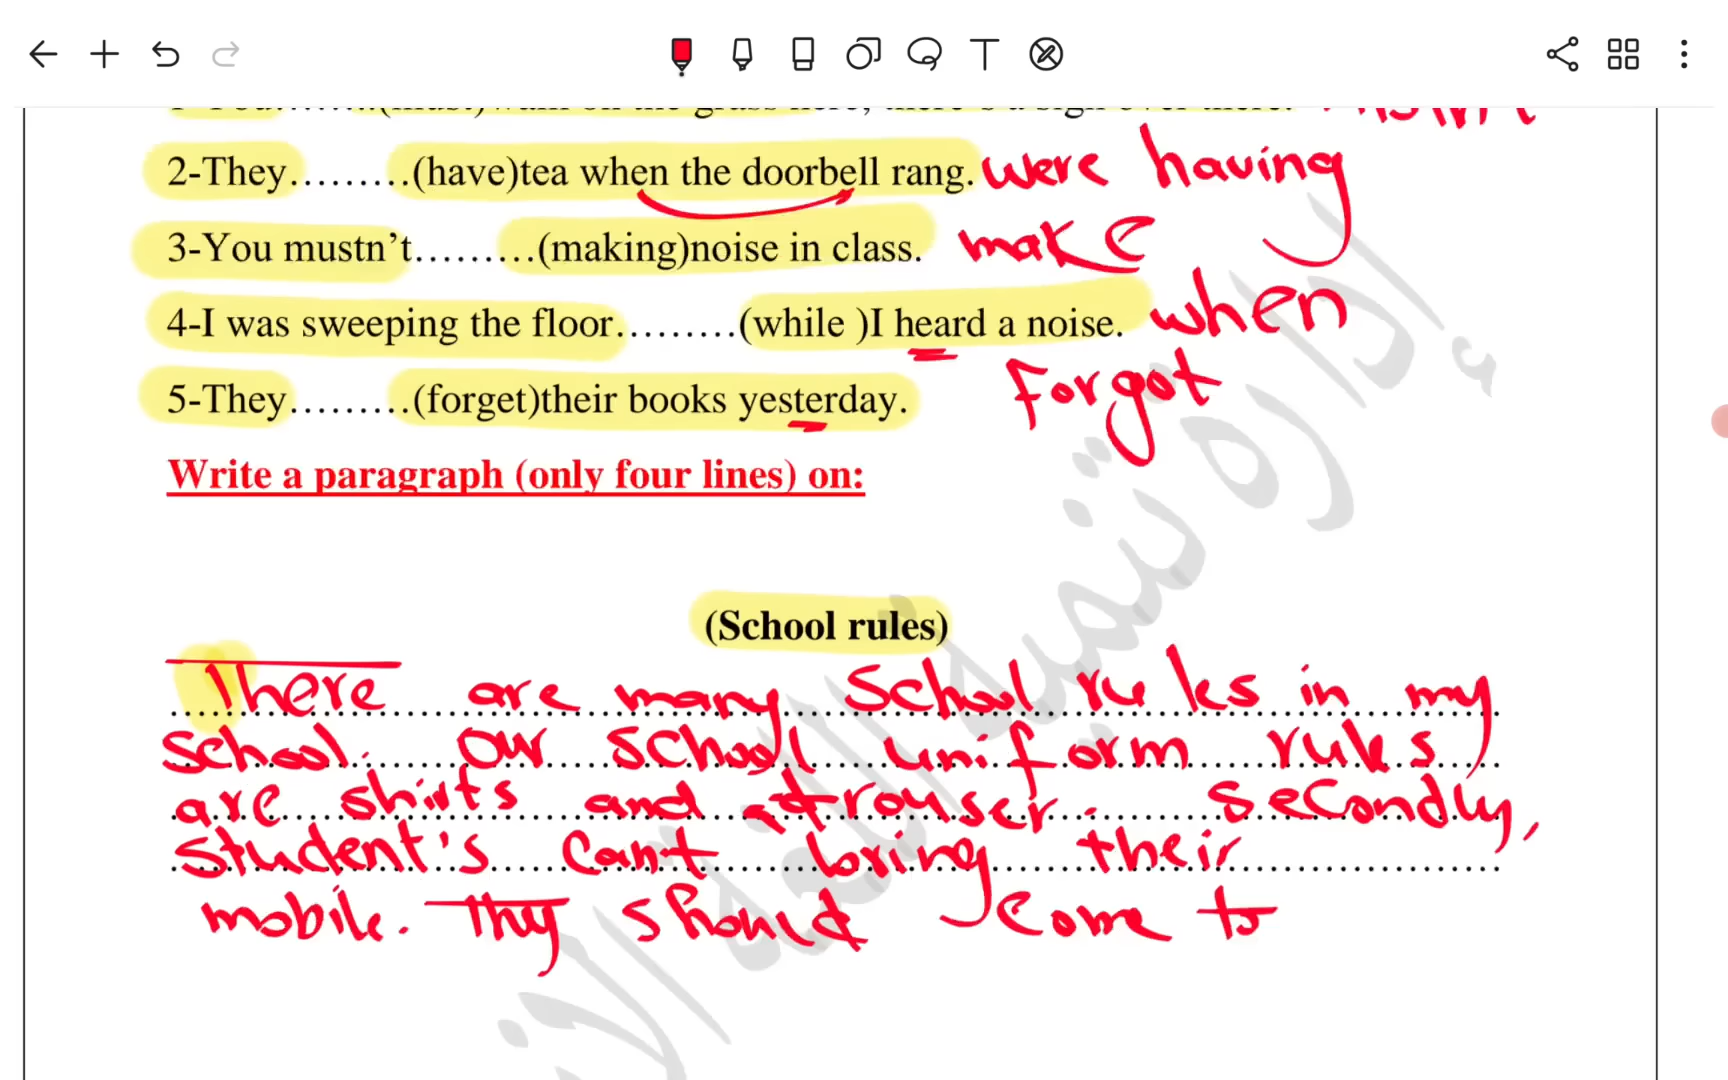 2-They.........(have)tea when the doorbell rang. were having
3-You mustn't.........(making)noise in class. make
4-I was sweeping the floor.........(while )I heard a noise. when
5-They.........(forget)their books yesterday. forgot
Write a paragraph (only four lines) on:
(School rules)
There are many School rules in my
school. Our school uniform rules
are shirts and trouser. Secondly,
student's can't bring their
mobile. They should come to